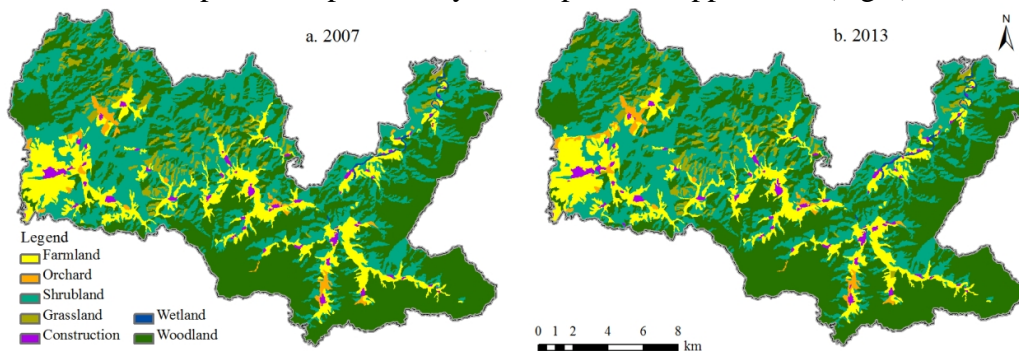 a. 2007
b. 2013
N
Legend
Farmland
Orchard
Shrubland
Grassland
Construction
Wetland
Woodland
0 1 2 4 6 8
km